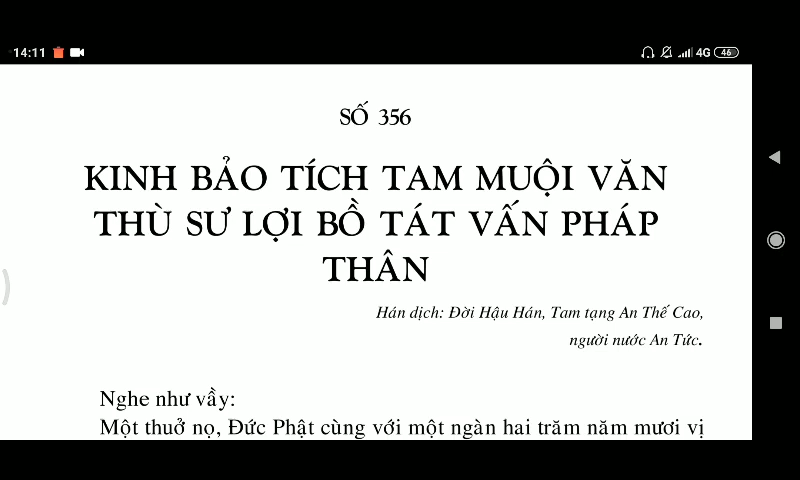 14:11 4G 46
SỐ 356
KINH BẢO TÍCH TAM MUỘI VĂN
THÙ SƯ LỢI BỒ TÁT VẤN PHÁP
THÂN
Hán dịch: Đời Hậu Hán, Tam tạng An Thế Cao,
người nước An Tức.
Nghe như vầy:
Một thuở nọ, Đức Phật cùng với một ngàn hai trăm năm mươi vị